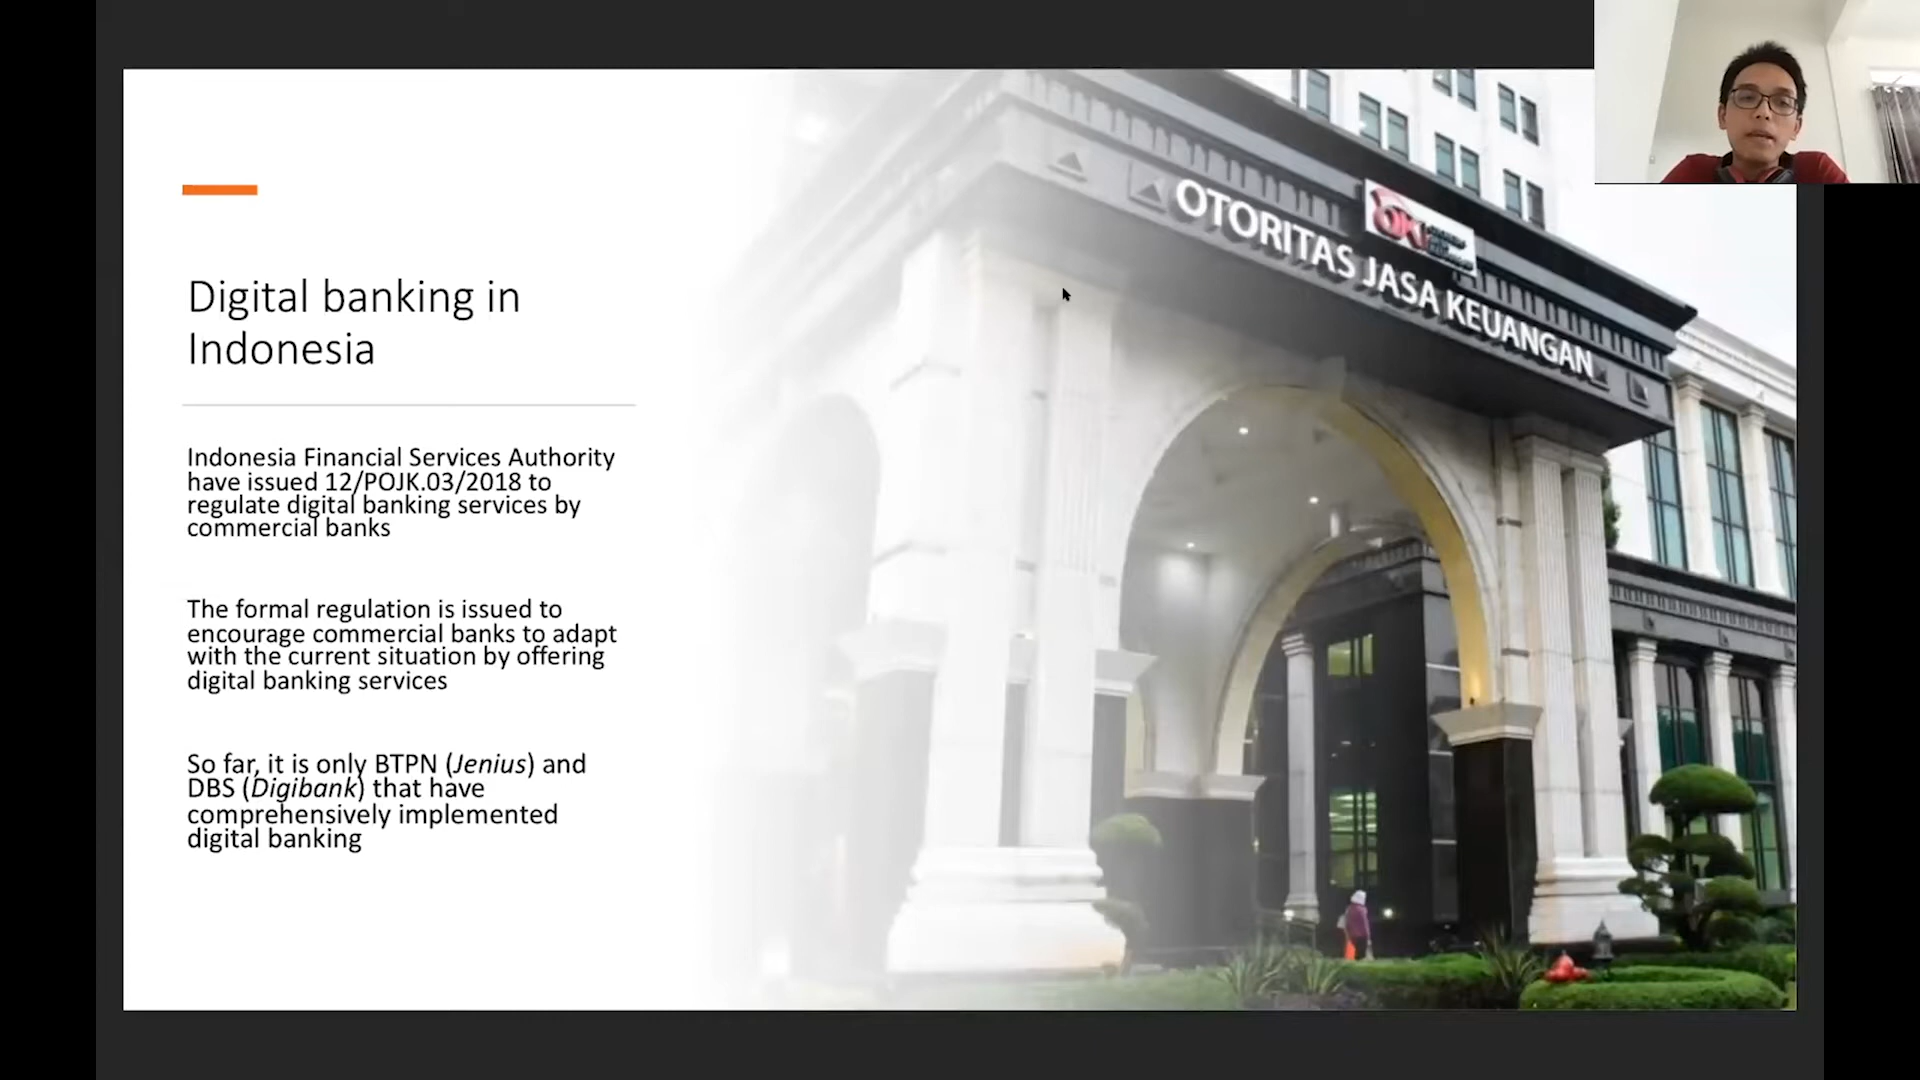 Digital banking in
Indonesia
Indonesia Financial Services Authority
have issued 12/POJK.03/2018 to
regulate digital banking services by
commercial banks
The formal regulation is issued to
encourage commercial banks to adapt
with the current situation by offering
digital banking services
So far, it is only BTPN (Jenius) and
DBS (Digibank) that have
comprehensively implemented
digital banking
OTORITAS JASA KEUANGAN